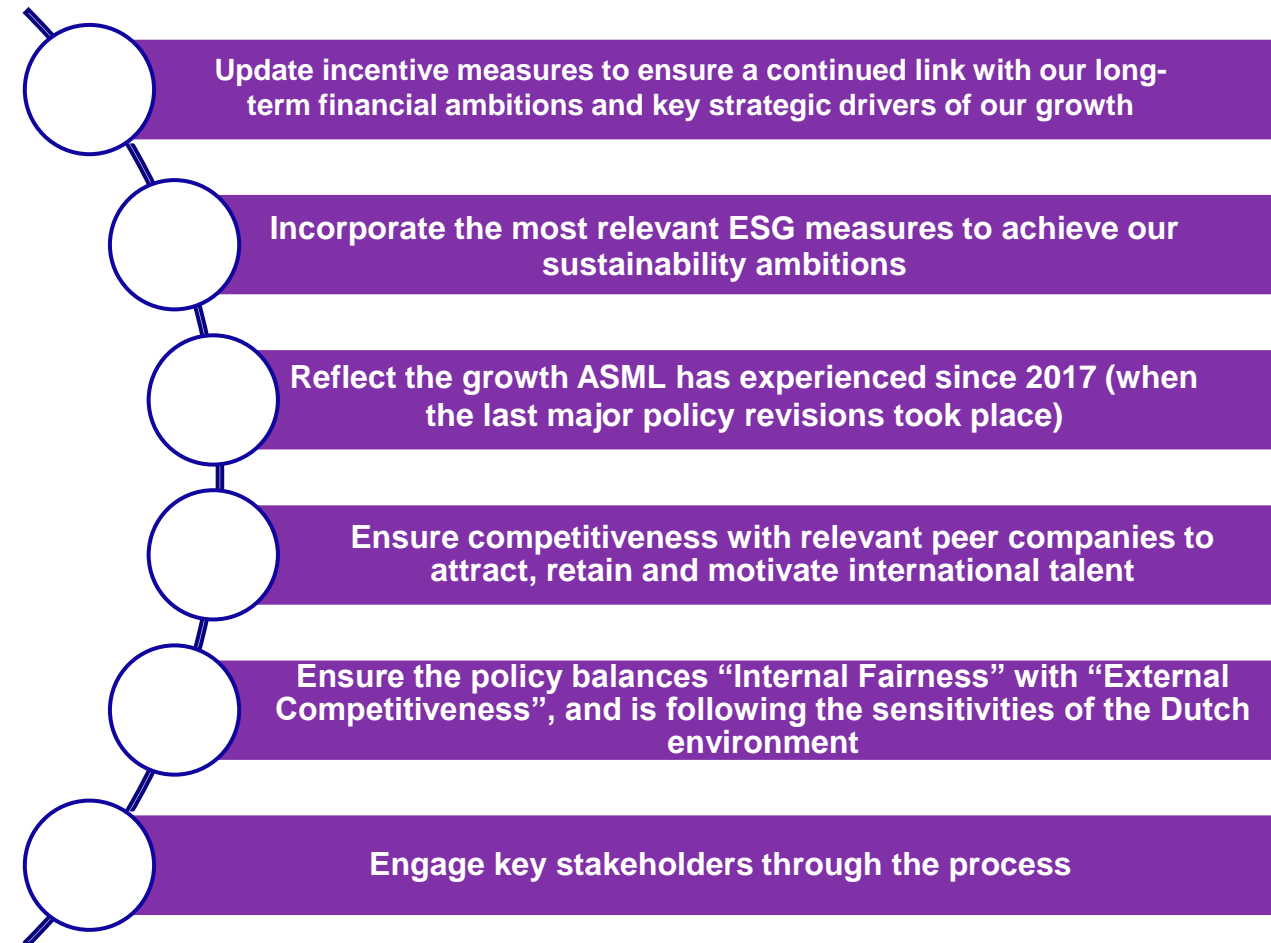 Update incentive measures to ensure a continued link with our long-
term financial ambitions and key strategic drivers of our growth
Incorporate the most relevant ESG measures to achieve our
sustainability ambitions
Reflect the growth ASML has experienced since 2017 (when
the last major policy revisions took place)
Ensure competitiveness with relevant peer companies to
attract, retain and motivate international talent
Ensure the policy balances “Internal Fairness” with “External
Competitiveness”, and is following the sensitivities of the Dutch
environment
Engage key stakeholders through the process